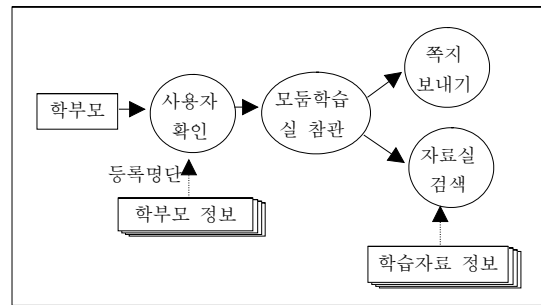 쪽지
보내기
학부모
사용자
확인
모둠학습
실 참관
자료실
검색
등록명단
학부모 정보
학습자료 정보